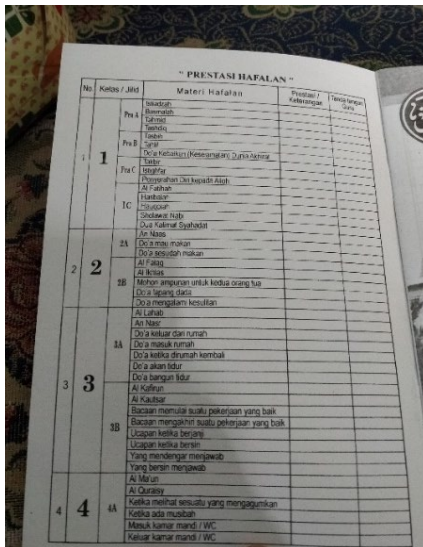 " PRESTASI HAFALAN "
No. Kelas / Jilid Materi Hafalan Prestasi / Keterangan Tanda tangan Guru
1 1 Pra A Isti'adzah
Basmalah
Tahmid
Tashdiq
Pra B Tasbih
Tahlil
Do'a Kebaikan (Keselamatan) Dunia Akhirat
Pra C Takbir
Istighfar
Penyerahan Diri kepada Allah
1C Al Fatihah
Hasbalah
Hauqolah
Sholawat Nabi
Dua Kalimat Syahadat
2 2 2A An Naas
Do'a mau makan
Do'a sesudah makan
2B Al Falaq
Al Ikhlas
Mohon ampunan untuk kedua orang tua
Do'a lapang dada
Do'a mengalami kesulitan
3 3 3A Al Lahab
An Nasr
Do'a keluar dari rumah
Do'a masuk rumah
Do'a ketika dirumah kembali
Do'a akan tidur
Do'a bangun tidur
3B Al Kafirun
Al Kautsar
Bacaan memulai suatu pekerjaan yang baik
Bacaan mengakhiri suatu pekerjaan yang baik
Ucapan ketika berjanji
Ucapan ketika bersin
Yang mendengar menjawab
Yang bersin menjawab
4 4 4A Al Ma'un
Al Quraisy
Ketika melihat sesuatu yang mengagumkan
Ketika ada musibah
Masuk kamar mandi / WC
Keluar kamar mandi / WC